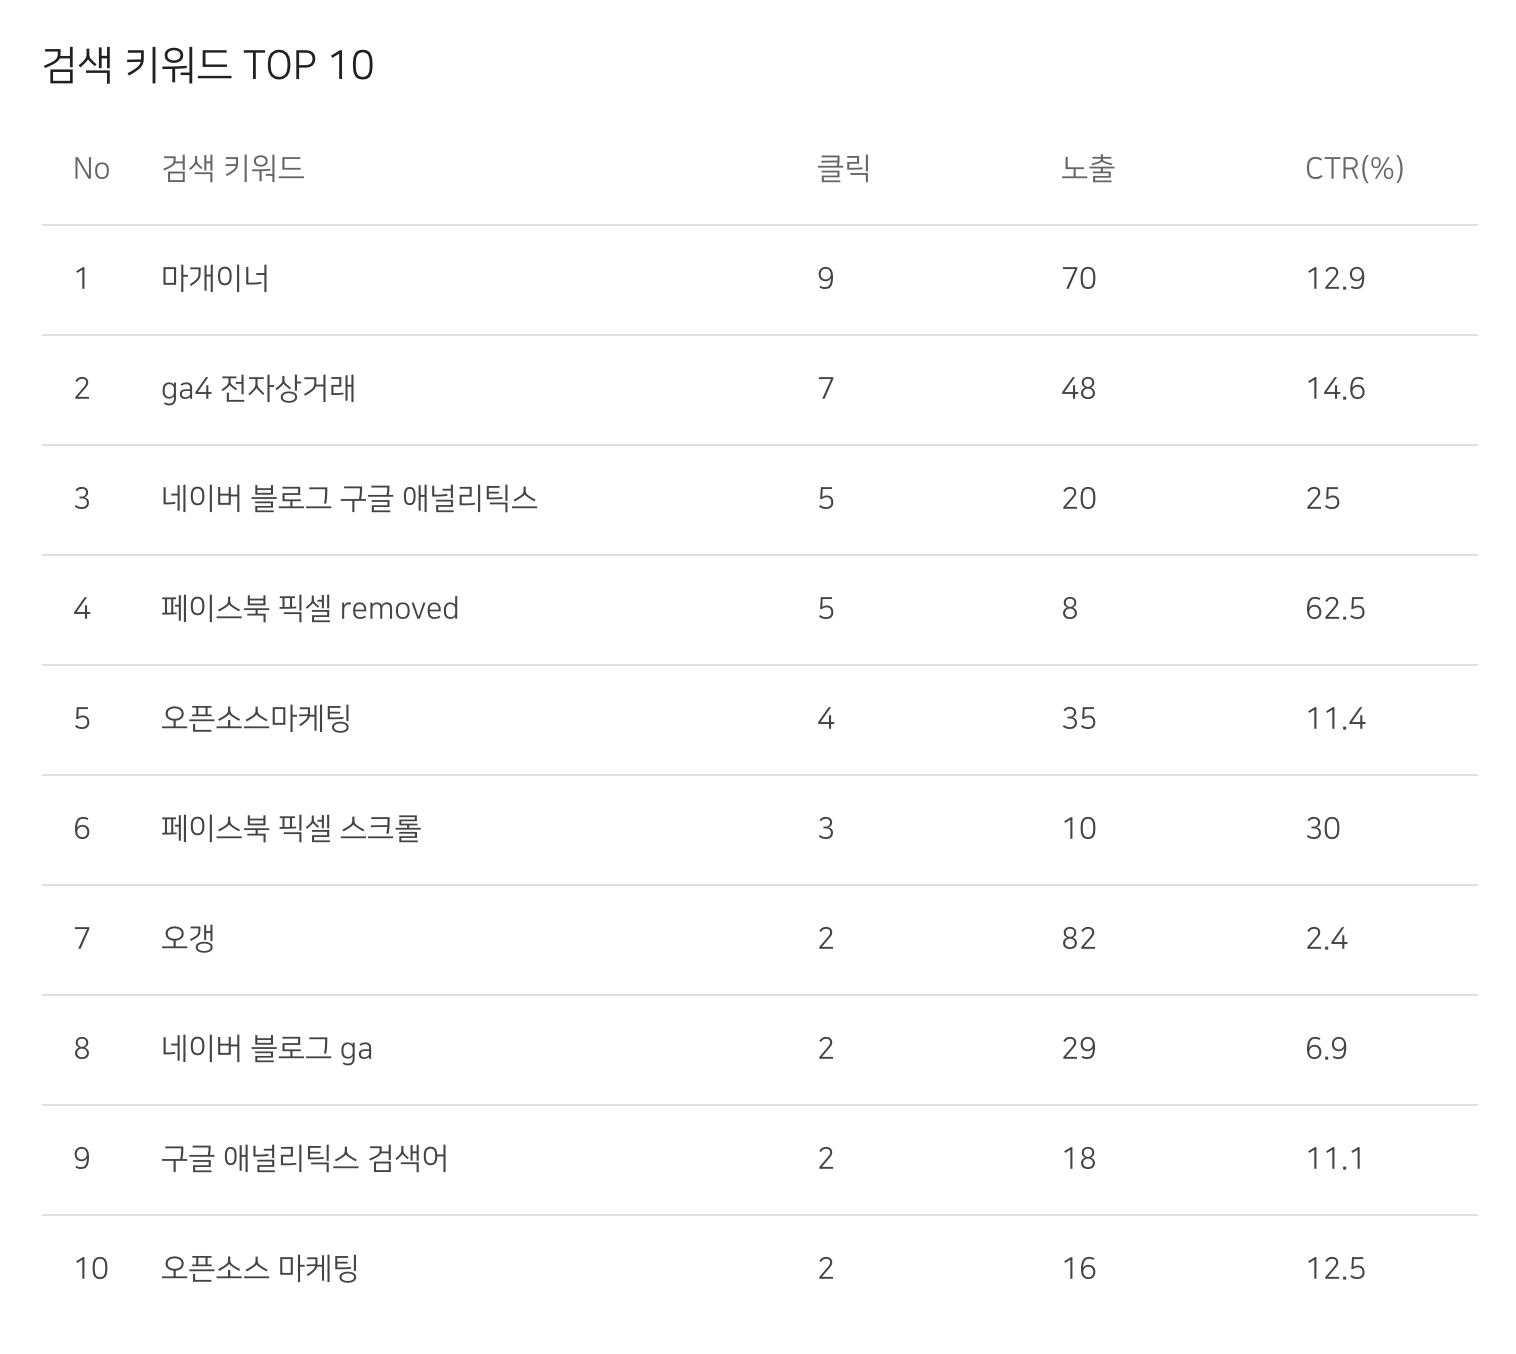 검색 키워드 TOP 10
No 검색 키워드 클릭 노출 CTR(%)
1 마개이너 9 70 12.9
2 ga4 전자상거래 7 48 14.6
3 네이버 블로그 구글 애널리틱스 5 20 25
4 페이스북 픽셀 removed 5 8 62.5
5 오픈소스마케팅 4 35 11.4
6 페이스북 픽셀 스크롤 3 10 30
7 오갱 2 82 2.4
8 네이버 블로그 ga 2 29 6.9
9 구글 애널리틱스 검색어 2 18 11.1
10 오픈소스 마케팅 2 16 12.5